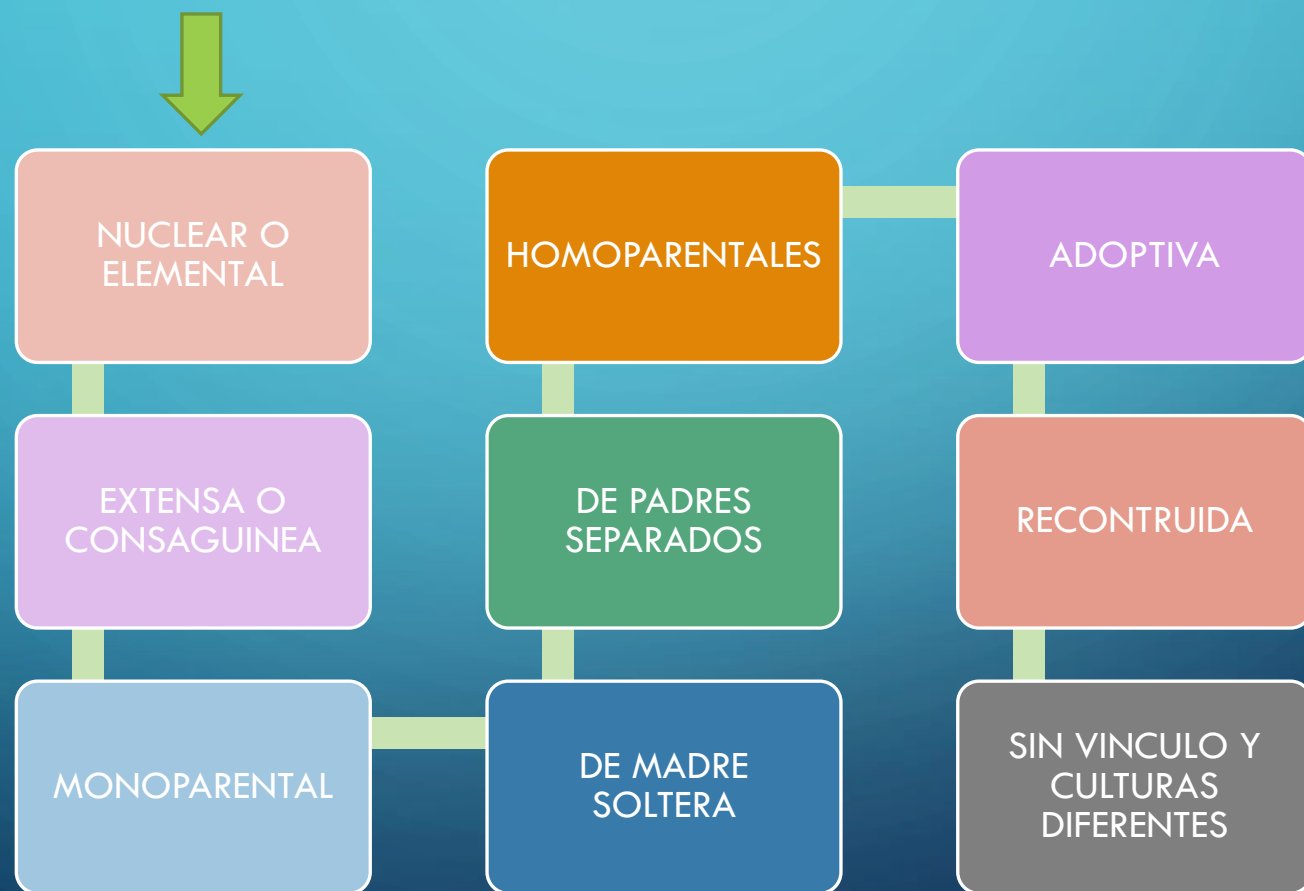 NUCLEAR O
ELEMENTAL
EXTENSA O
CONSAGUINEA
MONOPARENTAL
DE MADRE
SOLTERA
DE PADRES
SEPARADOS
HOMOPARENTALES
ADOPTIVA
RECONTRUIDA
SIN VINCULO Y
CULTURAS
DIFERENTES